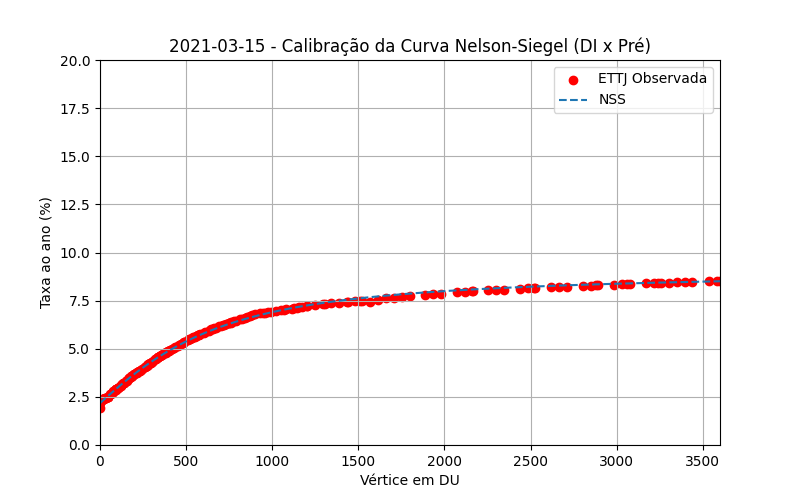 2021-03-15 - Calibração da Curva Nelson-Siegel (DI x Pré)
ETTJ Observada
NSS
20.0
17.5
15.0
12.5
10.0
7.5
5.0
2.5
0.0
Taxa ao ano (%)
0 500 1000 1500 2000 2500 3000 3500
Vértice em DU